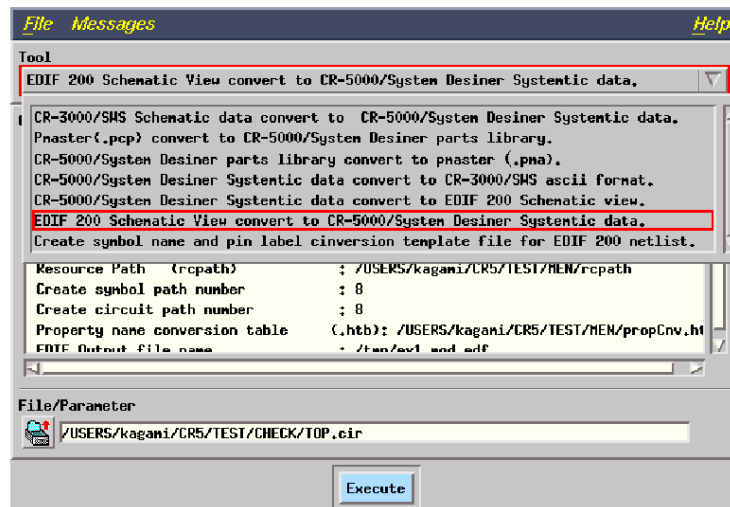 File Messages Help
Tool
EDIF 200 Schematic View convert to CR-5000/System Desiner Systemtic data.
CR-3000/SWS Schematic data convert to CR-5000/System Desiner Systemtic data.
Pmaster(.pcp) convert to CR-5000/System Desiner parts library.
CR-5000/System Desiner parts library convert to pmaster (.pma).
CR-5000/System Desiner Systemtic data convert to CR-3000/SWS ascii format.
CR-5000/System Desiner Systemtic data convert to EDIF 200 Schematic view.
EDIF 200 Schematic View convert to CR-5000/System Desiner Systemtic data.
Create symbol name and pin label cinversion template file for EDIF 200 netlist.
Resource Path (rcpath) : /USERS/kagami/CR5/TEST/MEN/rcpath
Create symbol path number : 8
Create circuit path number : 8
Property name conversion table (.htb): /USERS/kagami/CR5/TEST/MEN/propCnv.ht
EDIF Output file name : /tmp/ex1_mod.edf
File/Parameter
/USERS/kagami/CR5/TEST/CHECK/TOP.cir
Execute